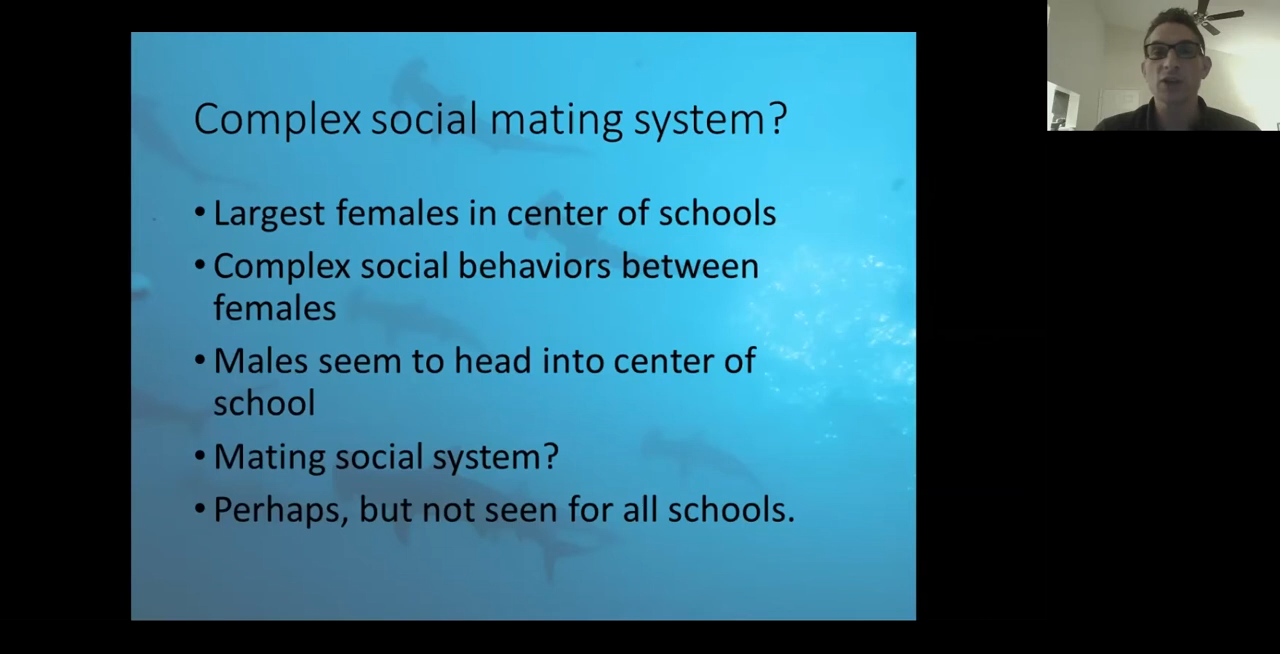 Complex social mating system?
• Largest females in center of schools
• Complex social behaviors between
females
• Males seem to head into center of
school
• Mating social system?
• Perhaps, but not seen for all schools.